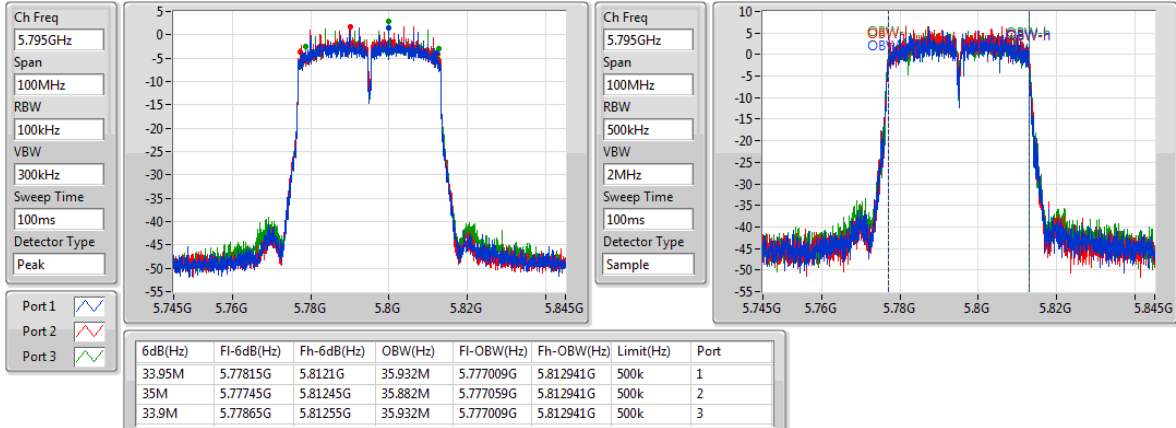 Ch Freq
5.795GHz
Span
100MHz
RBW
100kHz
VBW
300kHz
Sweep Time
100ms
Detector Type
Peak
Port 1
Port 2
Port 3
5
0
-5
-10
-15
-20
-25
-30
-35
-40
-45
-50
-55
5.745G 5.76G 5.78G 5.8G 5.82G 5.845G
Ch Freq
5.795GHz
Span
100MHz
RBW
500kHz
VBW
2MHz
Sweep Time
100ms
Detector Type
Sample
10
5
0
-5
-10
-15
-20
-25
-30
-35
-40
-45
-50
-55
OBW-h
5.745G 5.76G 5.78G 5.8G 5.82G 5.845G
6dB(Hz) Fl-6dB(Hz) Fh-6dB(Hz) OBW(Hz) Fl-OBW(Hz) Fh-OBW(Hz) Limit(Hz) Port
33.95M 5.77815G 5.8121G 35.932M 5.777009G 5.812941G 500k 1
35M 5.77745G 5.81245G 35.882M 5.777059G 5.812941G 500k 2
33.9M 5.77865G 5.81255G 35.932M 5.777009G 5.812941G 500k 3